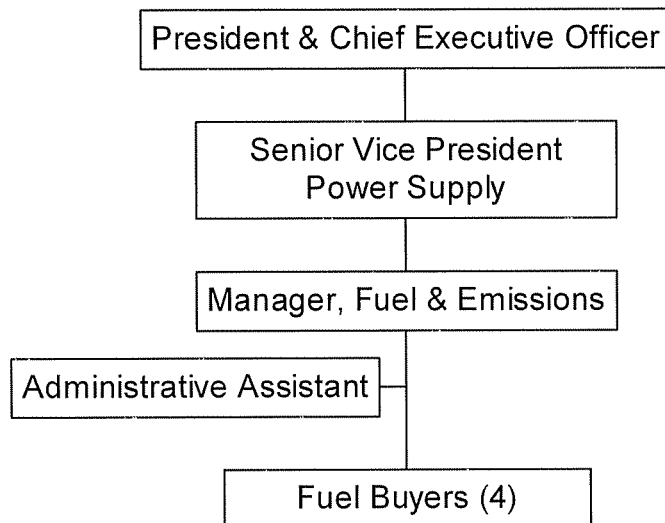 President & Chief Executive Officer
Senior Vice President
Power Supply
Manager, Fuel & Emissions
Administrative Assistant
Fuel Buyers (4)